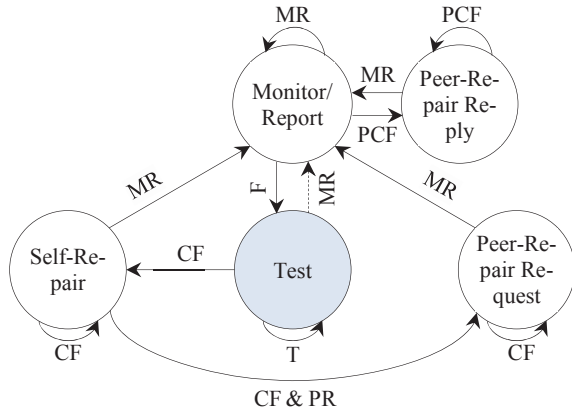 MR
PCF
Monitor/
Report
MR
Peer-Re-
pair Re-
ply
PCF
MR
F
MR
MR
Self-Re-
pair
CF
Test
Peer-Re-
pair Re-
quest
CF
T
CF
CF & PR